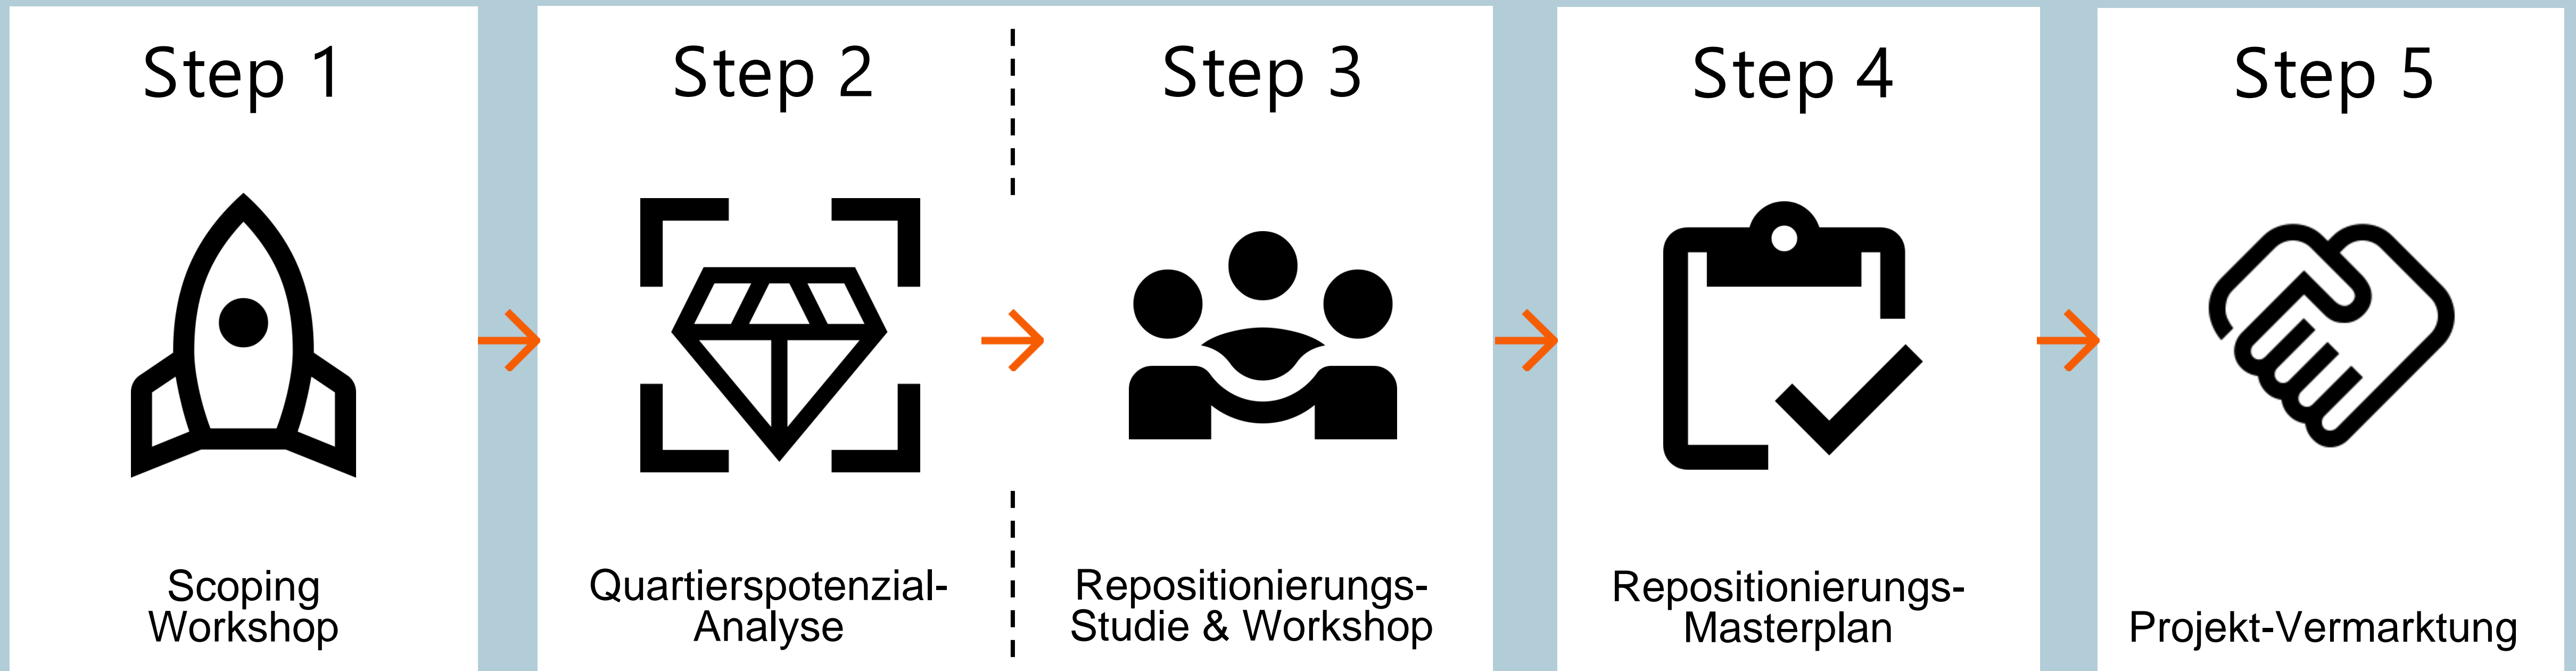 Step 1
Scoping
Workshop
Step 2
Quartierspotenzial-
Analyse
Step 3
Repositionierungs-
Studie & Workshop
Step 4
Repositionierungs-
Masterplan
Step 5
Projekt-Vermarktung